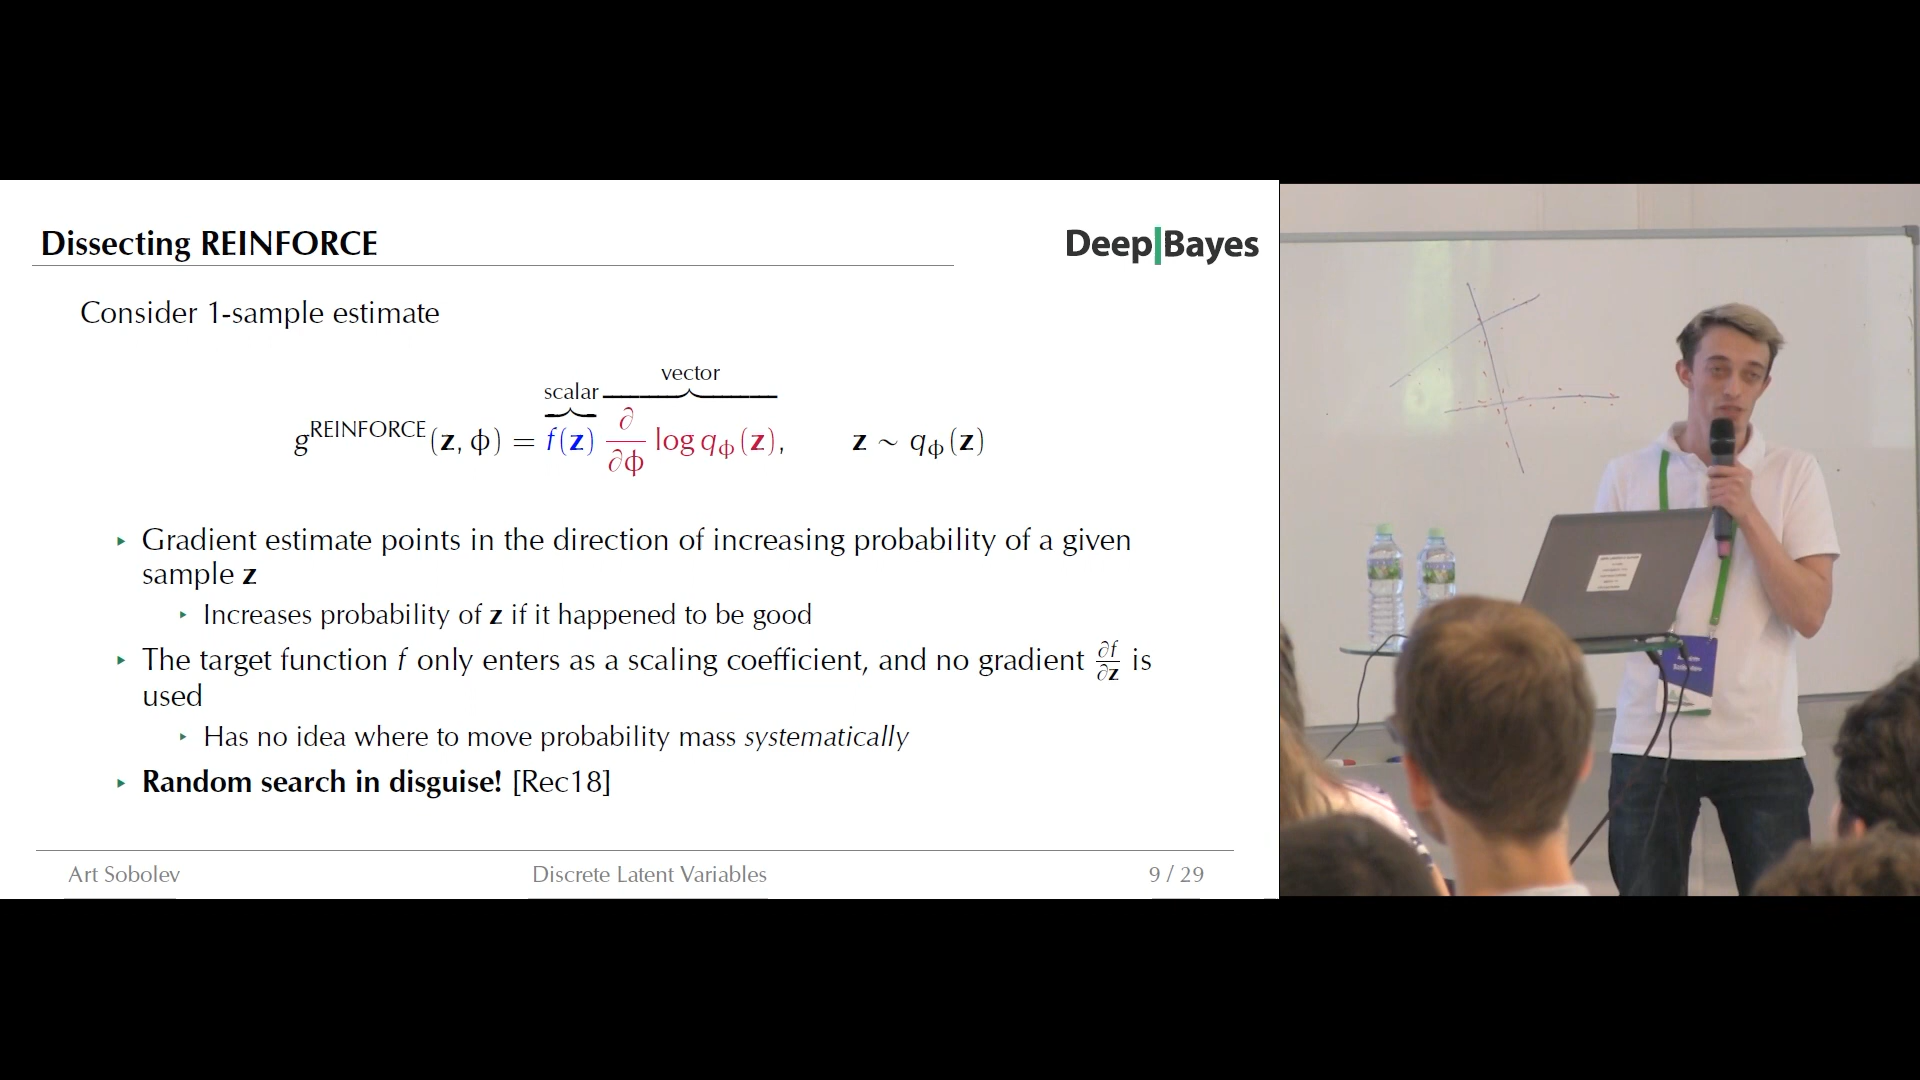 Dissecting REINFORCE
Deep|Bayes
Consider 1-sample estimate
scalar
vector
g^REINFORCE(z, ϕ) = f(z) ∂/∂ϕ log q_ϕ(z), z ∼ q_ϕ(z)
‣ Gradient estimate points in the direction of increasing probability of a given
sample z
‣ Increases probability of z if it happened to be good
‣ The target function f only enters as a scaling coefficient, and no gradient ∂f/∂z is
used
‣ Has no idea where to move probability mass systematically
‣ Random search in disguise! [Rec18]
Art Sobolev
Discrete Latent Variables
9 / 29